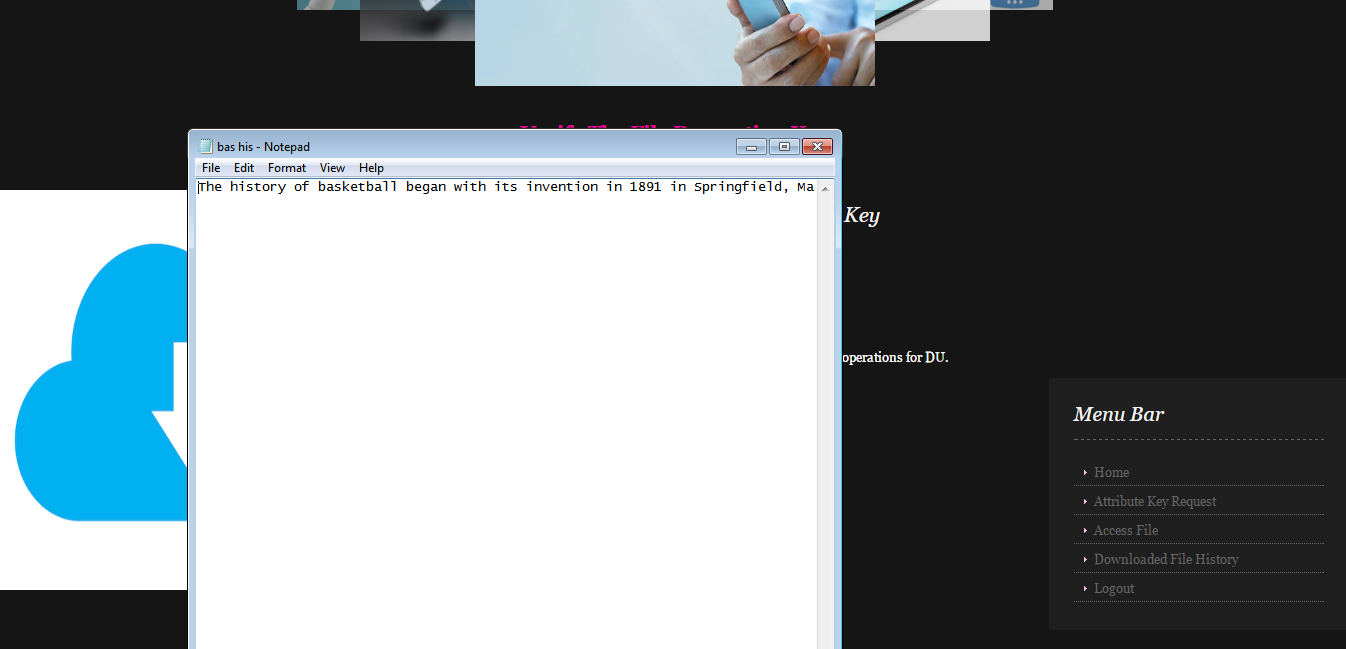 bas his - Notepad
File Edit Format View Help
The history of basketball began with its invention in 1891 in Springfield, Ma
Key
operations for DU.
Menu Bar
Home
Attribute Key Request
Access File
Downloaded File History
Logout